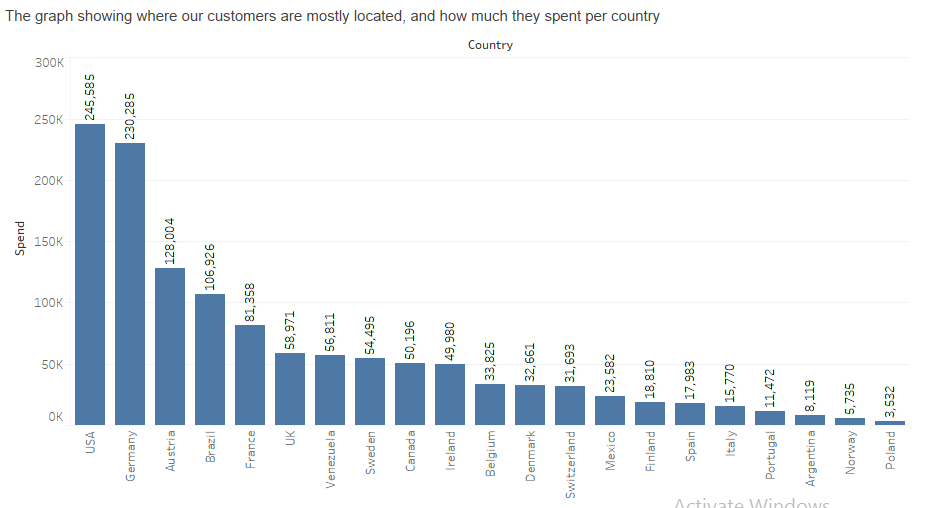 The graph showing where our customers are mostly located, and how much they spent per country
Country
300K
250K
200K
150K
100K
50K
0K
Spend
245,585
230,285
128,004
106,926
81,358
58,971
56,811
54,495
50,196
49,980
33,825
32,661
31,693
23,582
18,810
17,983
15,770
11,472
8,119
5,735
3,532
USA
Germany
Austria
Brazil
France
UK
Venezuela
Sweden
Canada
Ireland
Belgium
Denmark
Switzerland
Mexico
Finland
Spain
Italy
Portugal
Argentina
Norway
Poland
Activate Windows